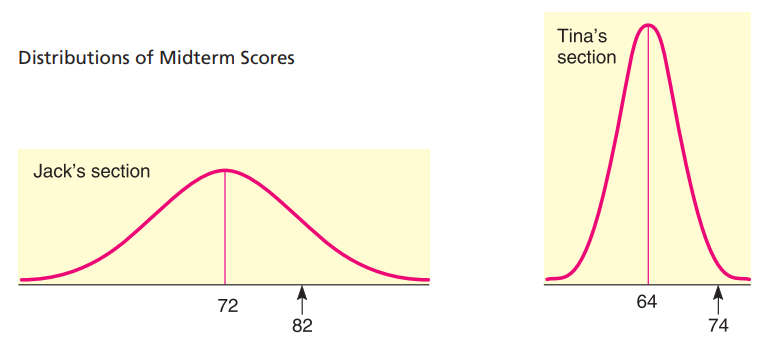 Distributions of Midterm Scores
Jack's section
72
82
Tina's
section
64
74